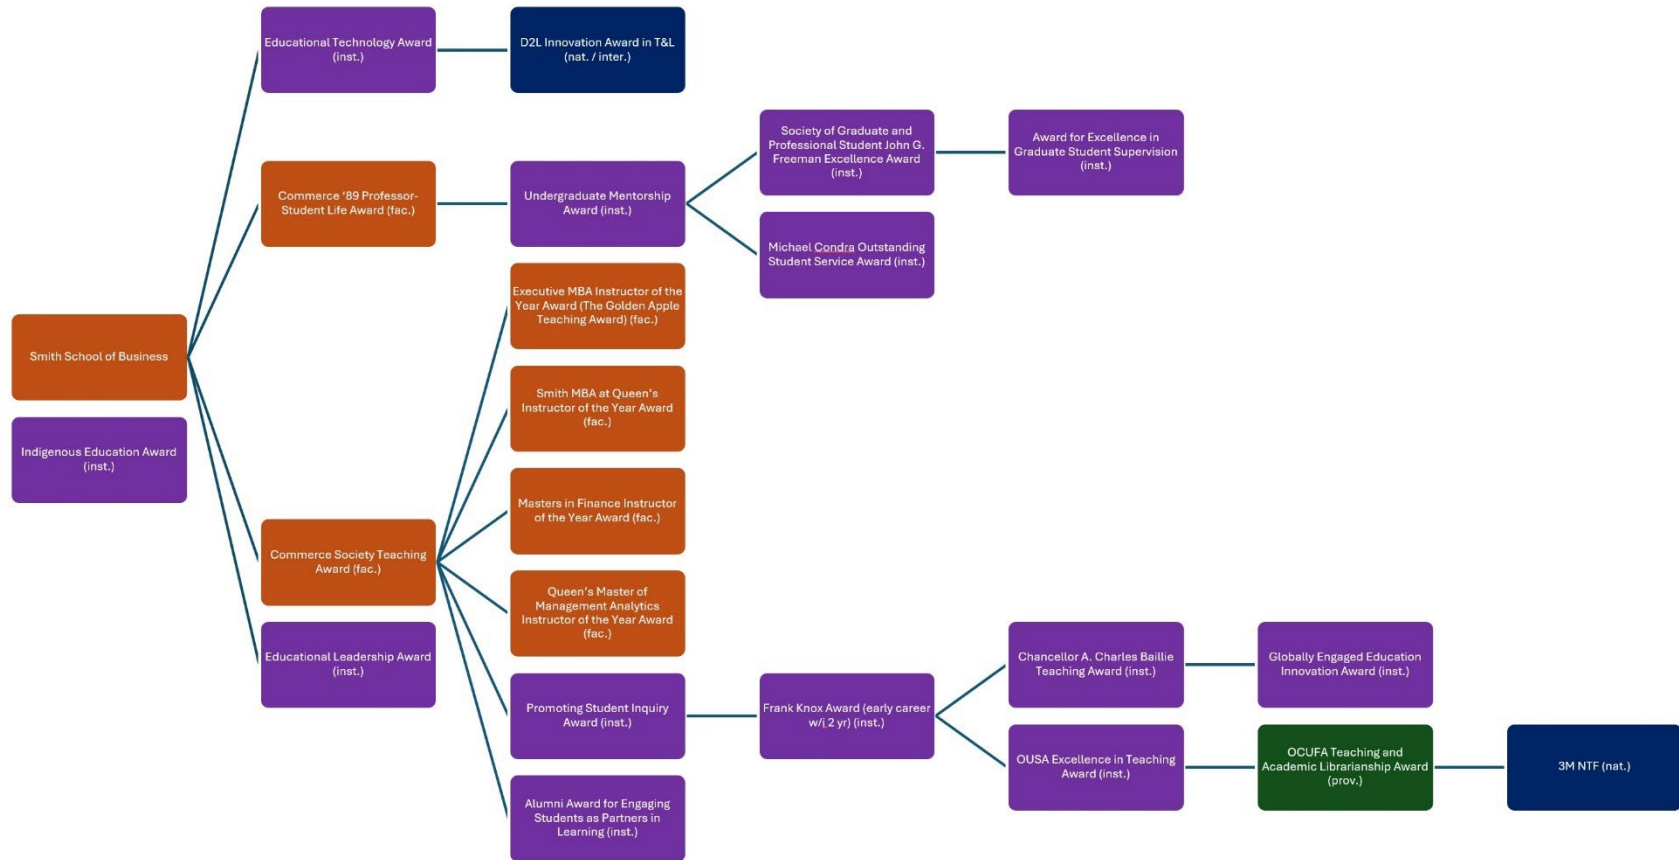 Educational Technology Award
(inst.)
D2L Innovation Award in T&L
(nat. / inter.)
Society of Graduate and
Professional Student John G.
Freeman Excellence Award
(inst.)
Award for Excellence in
Graduate Student Supervision
(inst.)
Commerce '89 Professor-
Student Life Award (fac.)
Undergraduate Mentorship
Award (inst.)
Michael Condra Outstanding
Student Service Award (inst.)
Executive MBA Instructor of the
Year Award (The Golden Apple
Teaching Award) (fac.)
Smith School of Business
Smith MBA at Queen's
Instructor of the Year Award
(fac.)
Indigenous Education Award
(inst.)
Masters in Finance Instructor
of the Year Award (fac.)
Commerce Society Teaching
Award (fac.)
Queen's Master of
Management Analytics
Instructor of the Year Award
(fac.)
Educational Leadership Award
(inst.)
Chancellor A. Charles Baillie
Teaching Award (inst.)
Globally Engaged Education
Innovation Award (inst.)
Promoting Student Inquiry
Award (inst.)
Frank Knox Award (early career
w/i 2 yr) (inst.)
OUSA Excellence in Teaching
Award (inst.)
OCUFA Teaching and
Academic Librarianship Award
(prov.)
3M NTF (nat.)
Alumni Award for Engaging
Students as Partners in
Learning (inst.)